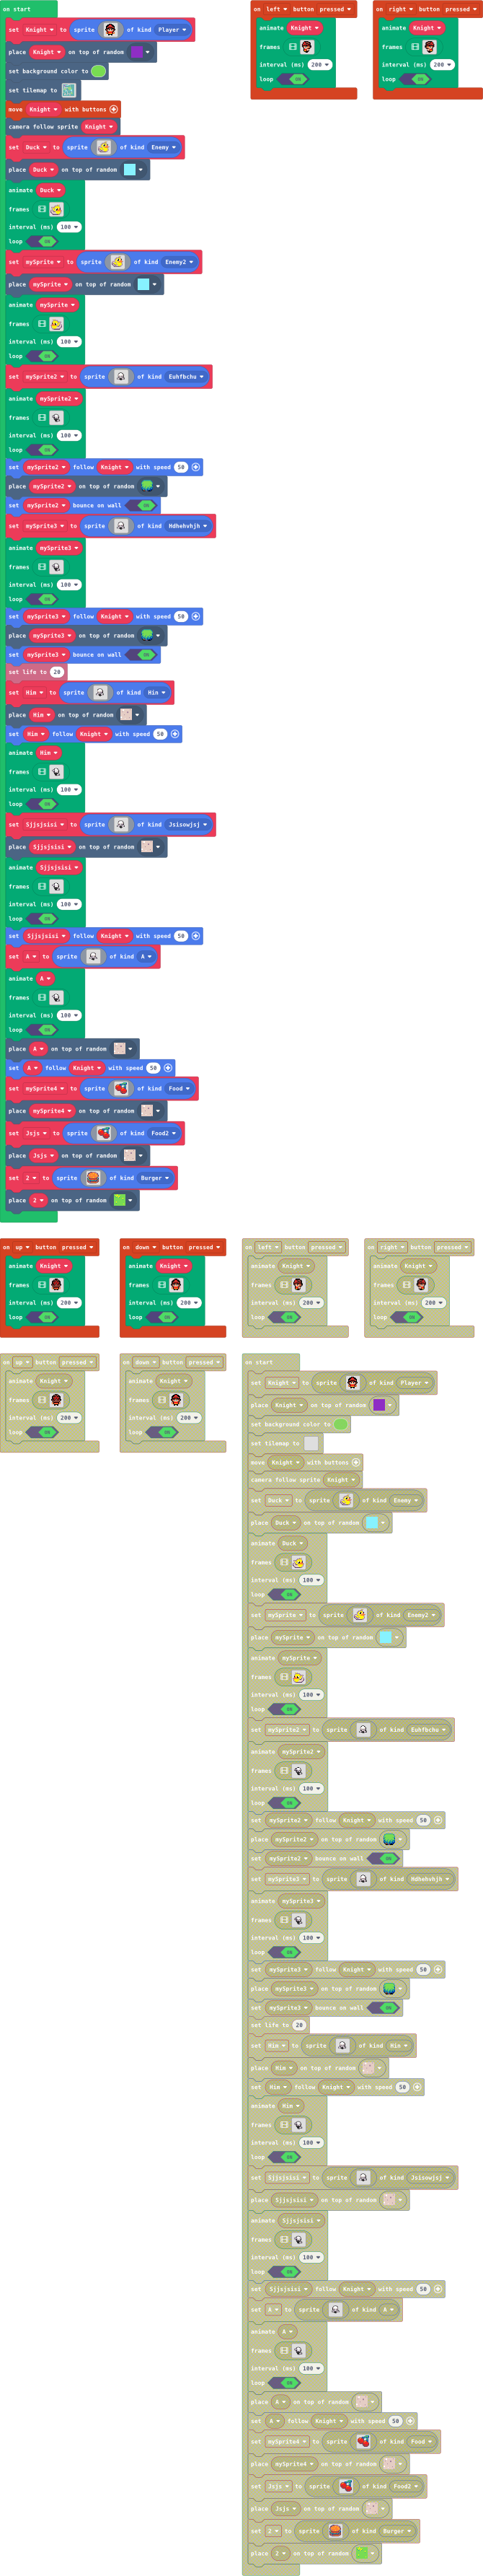 on start
set Knight to sprite of kind Player
place Knight on top of random
set background color to
set tilemap to
move Knight with buttons
camera follow sprite Knight
set Duck to sprite of kind Enemy
place Duck on top of random
animate Duck
frames
interval (ms) 100
loop ON
set mySprite to sprite of kind Enemy2
place mySprite on top of random
animate mySprite
frames
interval (ms) 100
loop ON
set mySprite2 to sprite of kind Euhfbchu
animate mySprite2
frames
interval (ms) 100
loop ON
set mySprite2 follow Knight with speed 50
place mySprite2 on top of random
set mySprite2 bounce on wall ON
set mySprite3 to sprite of kind Hdhehvhjh
animate mySprite3
frames
interval (ms) 100
loop ON
set mySprite3 follow Knight with speed 50
place mySprite3 on top of random
set mySprite3 bounce on wall ON
set life to 20
set Him to sprite of kind Hin
place Him on top of random
set Him follow Knight with speed 50
animate Him
frames
interval (ms) 100
loop ON
set Sjjsjsisi to sprite of kind Jsisowjsj
place Sjjsjsisi on top of random
animate Sjjsjsisi
frames
interval (ms) 100
loop ON
set Sjjsjsisi follow Knight with speed 50
set A to sprite of kind A
animate A
frames
interval (ms) 100
loop ON
place A on top of random
set A follow Knight with speed 50
set mySprite4 to sprite of kind Food
place mySprite4 on top of random
set Jsjs to sprite of kind Food2
place Jsjs on top of random
set 2 to sprite of kind Burger
place 2 on top of random
on left button pressed
animate Knight
frames
interval (ms) 200
loop ON
on right button pressed
animate Knight
frames
interval (ms) 200
loop ON
on up button pressed
animate Knight
frames
interval (ms) 200
loop ON
on down button pressed
animate Knight
frames
interval (ms) 200
loop ON
on left button pressed
animate Knight
frames
interval (ms) 200
loop ON
on right button pressed
animate Knight
frames
interval (ms) 200
loop ON
on up button pressed
animate Knight
frames
interval (ms) 200
loop ON
on down button pressed
animate Knight
frames
interval (ms) 200
loop ON
on start
set Knight to sprite of kind Player
place Knight on top of random
set background color to
set tilemap to
move Knight with buttons
camera follow sprite Knight
set Duck to sprite of kind Enemy
place Duck on top of random
animate Duck
frames
interval (ms) 100
loop ON
set mySprite to sprite of kind Enemy2
place mySprite on top of random
animate mySprite
frames
interval (ms) 100
loop ON
set mySprite2 to sprite of kind Euhfbchu
animate mySprite2
frames
interval (ms) 100
loop ON
set mySprite2 follow Knight with speed 50
place mySprite2 on top of random
set mySprite2 bounce on wall ON
set mySprite3 to sprite of kind Hdhehvhjh
animate mySprite3
frames
interval (ms) 100
loop ON
set mySprite3 follow Knight with speed 50
place mySprite3 on top of random
set mySprite3 bounce on wall ON
set life to 20
set Him to sprite of kind Hin
place Him on top of random
set Him follow Knight with speed 50
animate Him
frames
interval (ms) 100
loop ON
set Sjjsjsisi to sprite of kind Jsisowjsj
place Sjjsjsisi on top of random
animate Sjjsjsisi
frames
interval (ms) 100
loop ON
set Sjjsjsisi follow Knight with speed 50
set A to sprite of kind A
animate A
frames
interval (ms) 100
loop ON
place A on top of random
set A follow Knight with speed 50
set mySprite4 to sprite of kind Food
place mySprite4 on top of random
set Jsjs to sprite of kind Food2
place Jsjs on top of random
set 2 to sprite of kind Burger
place 2 on top of random